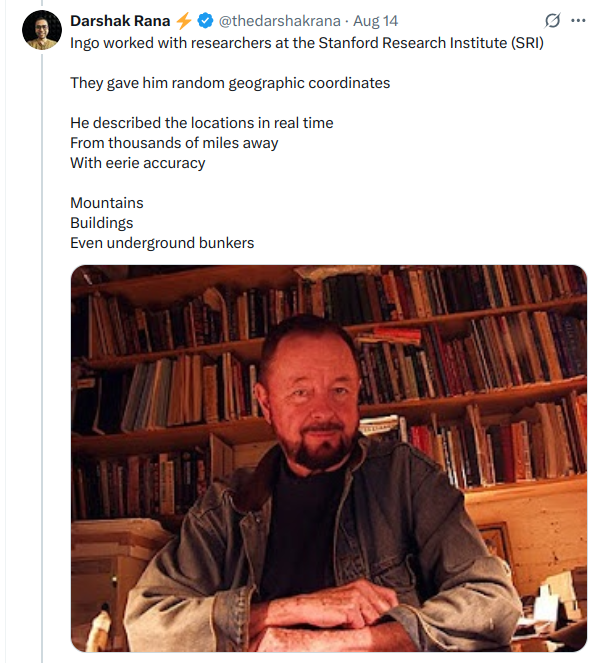 Darshak Rana ⚡ @thedarshakrana · Aug 14
Ingo worked with researchers at the Stanford Research Institute (SRI)
They gave him random geographic coordinates
He described the locations in real time
From thousands of miles away
With eerie accuracy
Mountains
Buildings
Even underground bunkers